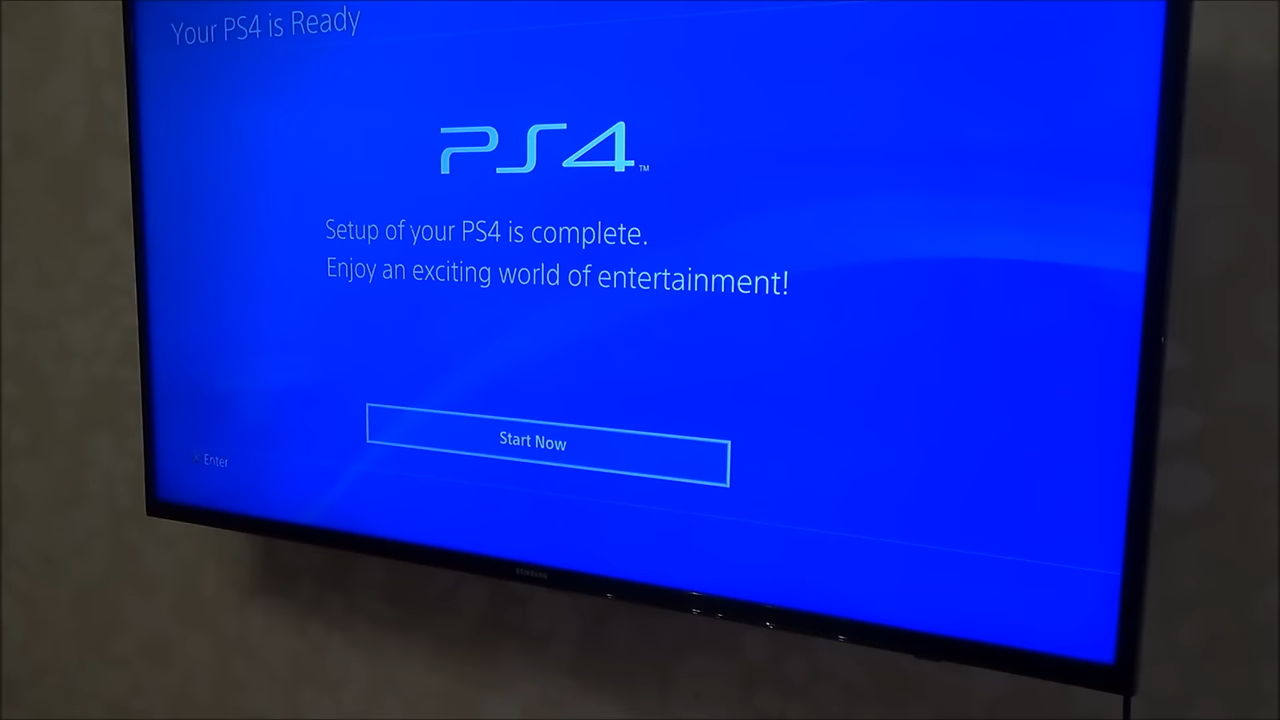 Your PS4 is Ready
PS4™
Setup of your PS4 is complete.
Enjoy an exciting world of entertainment!
Start Now
X Enter
SAMSUNG